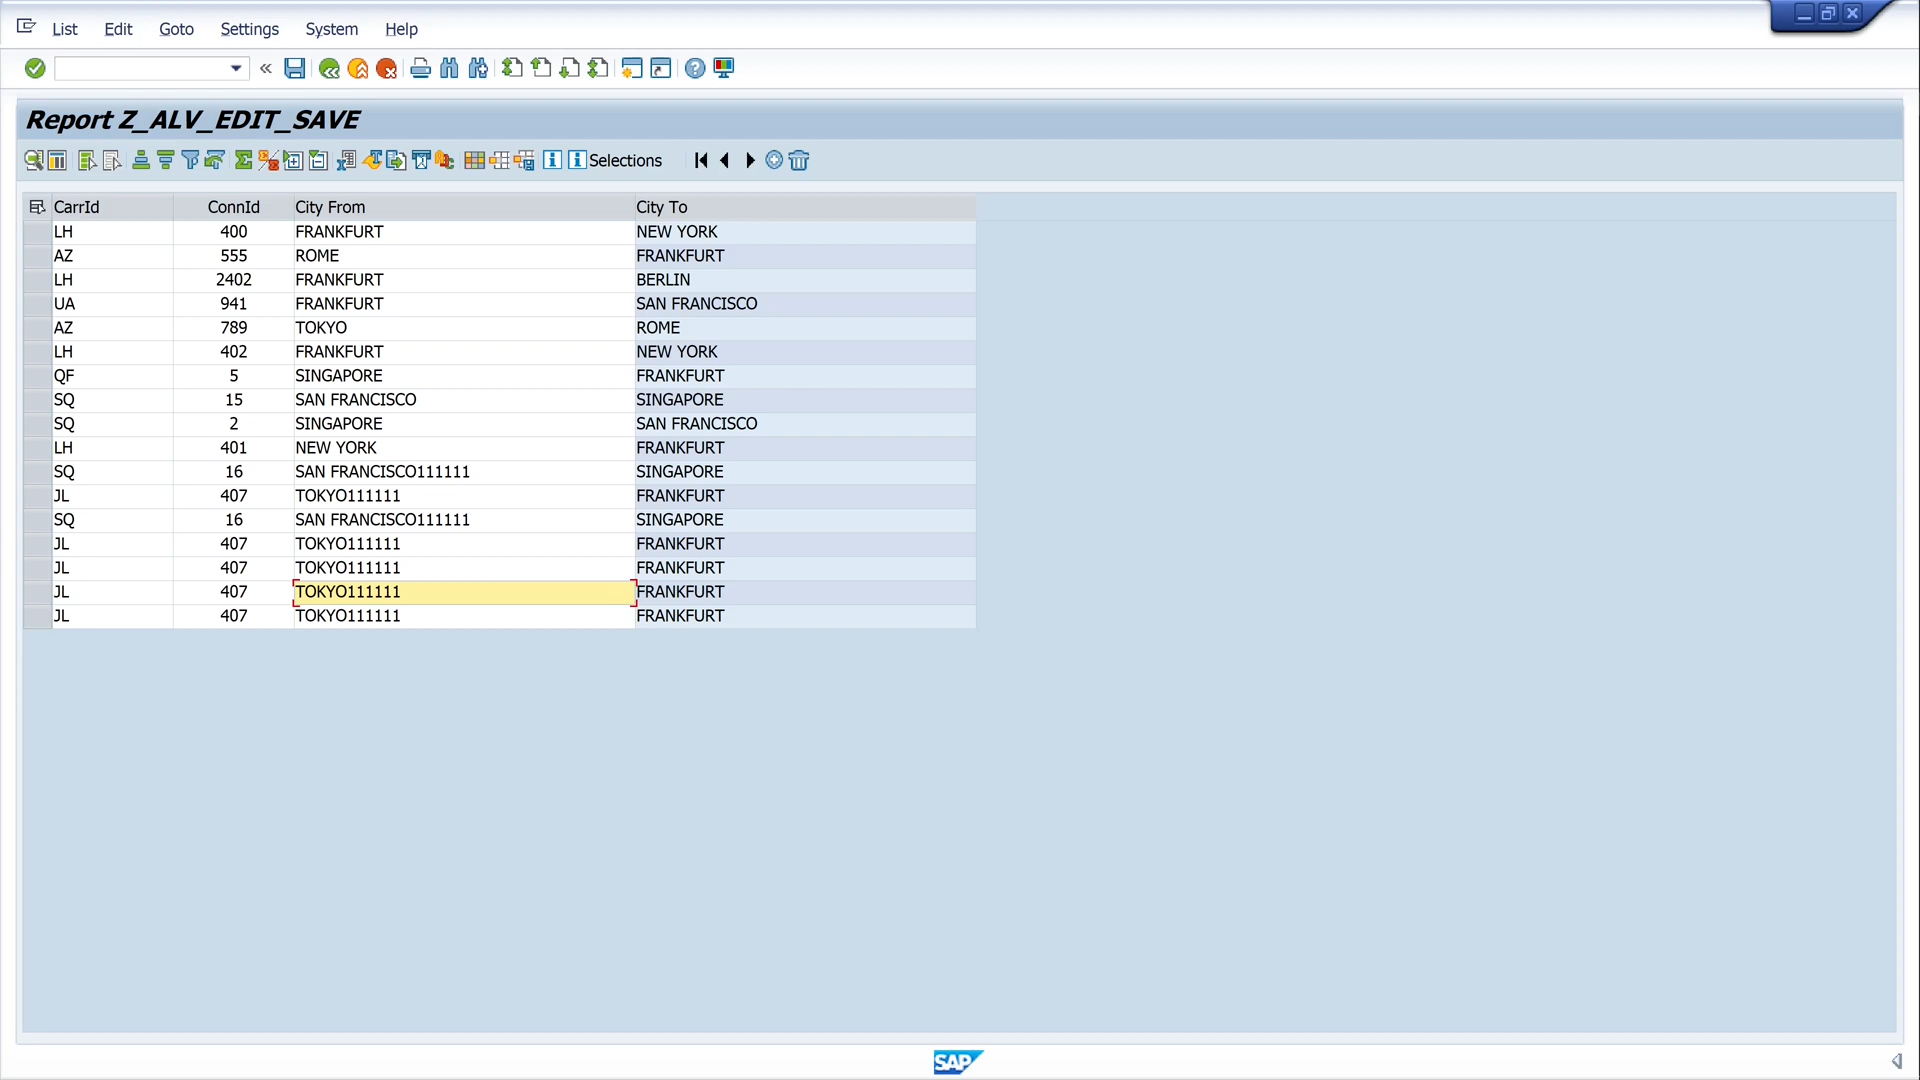 List Edit Goto Settings System Help
Report Z_ALV_EDIT_SAVE
Selections
CarrId ConnId City From City To
LH 400 FRANKFURT NEW YORK
AZ 555 ROME FRANKFURT
LH 2402 FRANKFURT BERLIN
UA 941 FRANKFURT SAN FRANCISCO
AZ 789 TOKYO ROME
LH 402 FRANKFURT NEW YORK
QF 5 SINGAPORE FRANKFURT
SQ 15 SAN FRANCISCO SINGAPORE
SQ 2 SINGAPORE SAN FRANCISCO
LH 401 NEW YORK FRANKFURT
SQ 16 SAN FRANCISCO111111 SINGAPORE
JL 407 TOKYO111111 FRANKFURT
SQ 16 SAN FRANCISCO111111 SINGAPORE
JL 407 TOKYO111111 FRANKFURT
JL 407 TOKYO111111 FRANKFURT
JL 407 TOKYO111111 FRANKFURT
JL 407 TOKYO111111 FRANKFURT
SAP